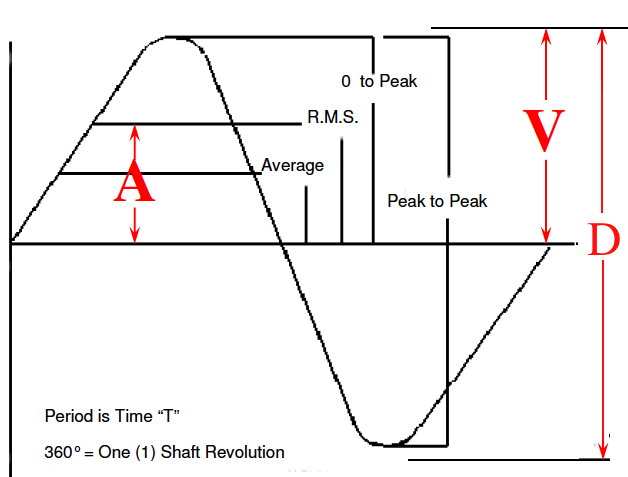 0 to Peak
V
R.M.S.
Average
A
Peak to Peak
D
Period is Time “T”
360° = One (1) Shaft Revolution